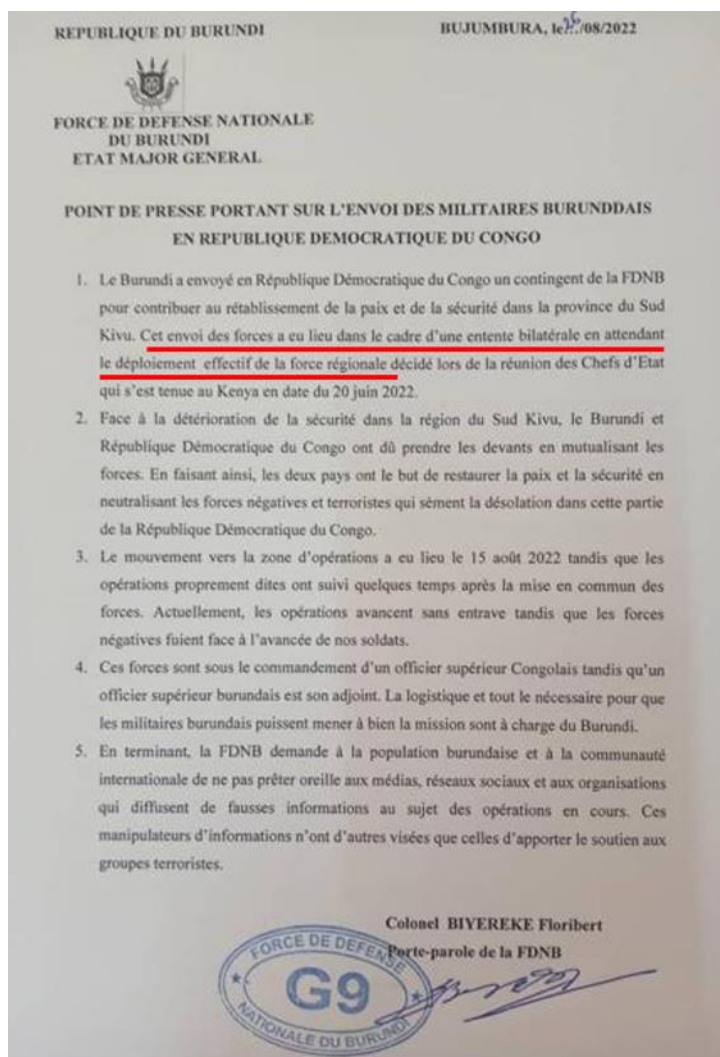 REPUBLIQUE DU BURUNDI
BUJUMBURA, le 26/08/2022
FORCE DE DEFENSE NATIONALE
DU BURUNDI
ETAT MAJOR GENERAL
POINT DE PRESSE PORTANT SUR L'ENVOI DES MILITAIRES BURUNDDAIS
EN REPUBLIQUE DEMOCRATIQUE DU CONGO
1. Le Burundi a envoyé en République Démocratique du Congo un contingent de la FDNB
pour contribuer au rétablissement de la paix et de la sécurité dans la province du Sud
Kivu. Cet envoi des forces a eu lieu dans le cadre d'une entente bilatérale en attendant
le déploiement effectif de la force régionale décidé lors de la réunion des Chefs d'Etat
qui s'est tenue au Kenya en date du 20 juin 2022.
2. Face à la détérioration de la sécurité dans la région du Sud Kivu, le Burundi et
République Démocratique du Congo ont dû prendre les devants en mutualisant les
forces. En faisant ainsi, les deux pays ont le but de restaurer la paix et la sécurité en
neutralisant les forces négatives et terroristes qui sèment la désolation dans cette partie
de la République Démocratique du Congo.
3. Le mouvement vers la zone d'opérations a eu lieu le 15 août 2022 tandis que les
opérations proprement dites ont suivi quelques temps après la mise en commun des
forces. Actuellement, les opérations avancent sans entrave tandis que les forces
négatives fuient face à l'avancée de nos soldats.
4. Ces forces sont sous le commandement d'un officier supérieur Congolais tandis qu'un
officier supérieur burundais est son adjoint. La logistique et tout le nécessaire pour que
les militaires burundais puissent mener à bien la mission sont à charge du Burundi.
5. En terminant, la FDNB demande à la population burundaise et à la communauté
internationale de ne pas prêter oreille aux médias, réseaux sociaux et aux organisations
qui diffusent de fausses informations au sujet des opérations en cours. Ces
manipulateurs d'informations n'ont d'autres visées que celles d'apporter le soutien aux
groupes terroristes.
Colonel BIYEREKE Floribert
Porte-parole de la FDNB
FORCE DE DEFENSE
G9
NATIONALE DU BURUNDI